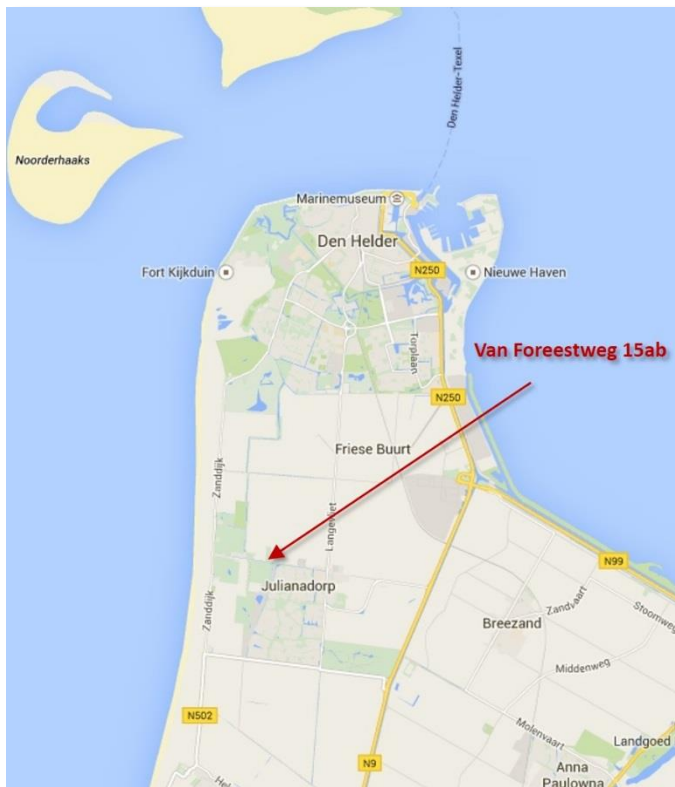 Den Helder-Texel
Noorderhaaks
Marinemuseum
Den Helder
Fort Kijkduin
N250
Nieuwe Haven
Torplaan
Van Foreestweg 15ab
N250
Friese Buurt
Zanddijk
Langevliet
N99
Julianadorp
Zandvaart
Stoomweg
Zanddijk
Breezand
Middenweg
N502
Molenvaart
Landgoed
N9
Anna
Paulowna